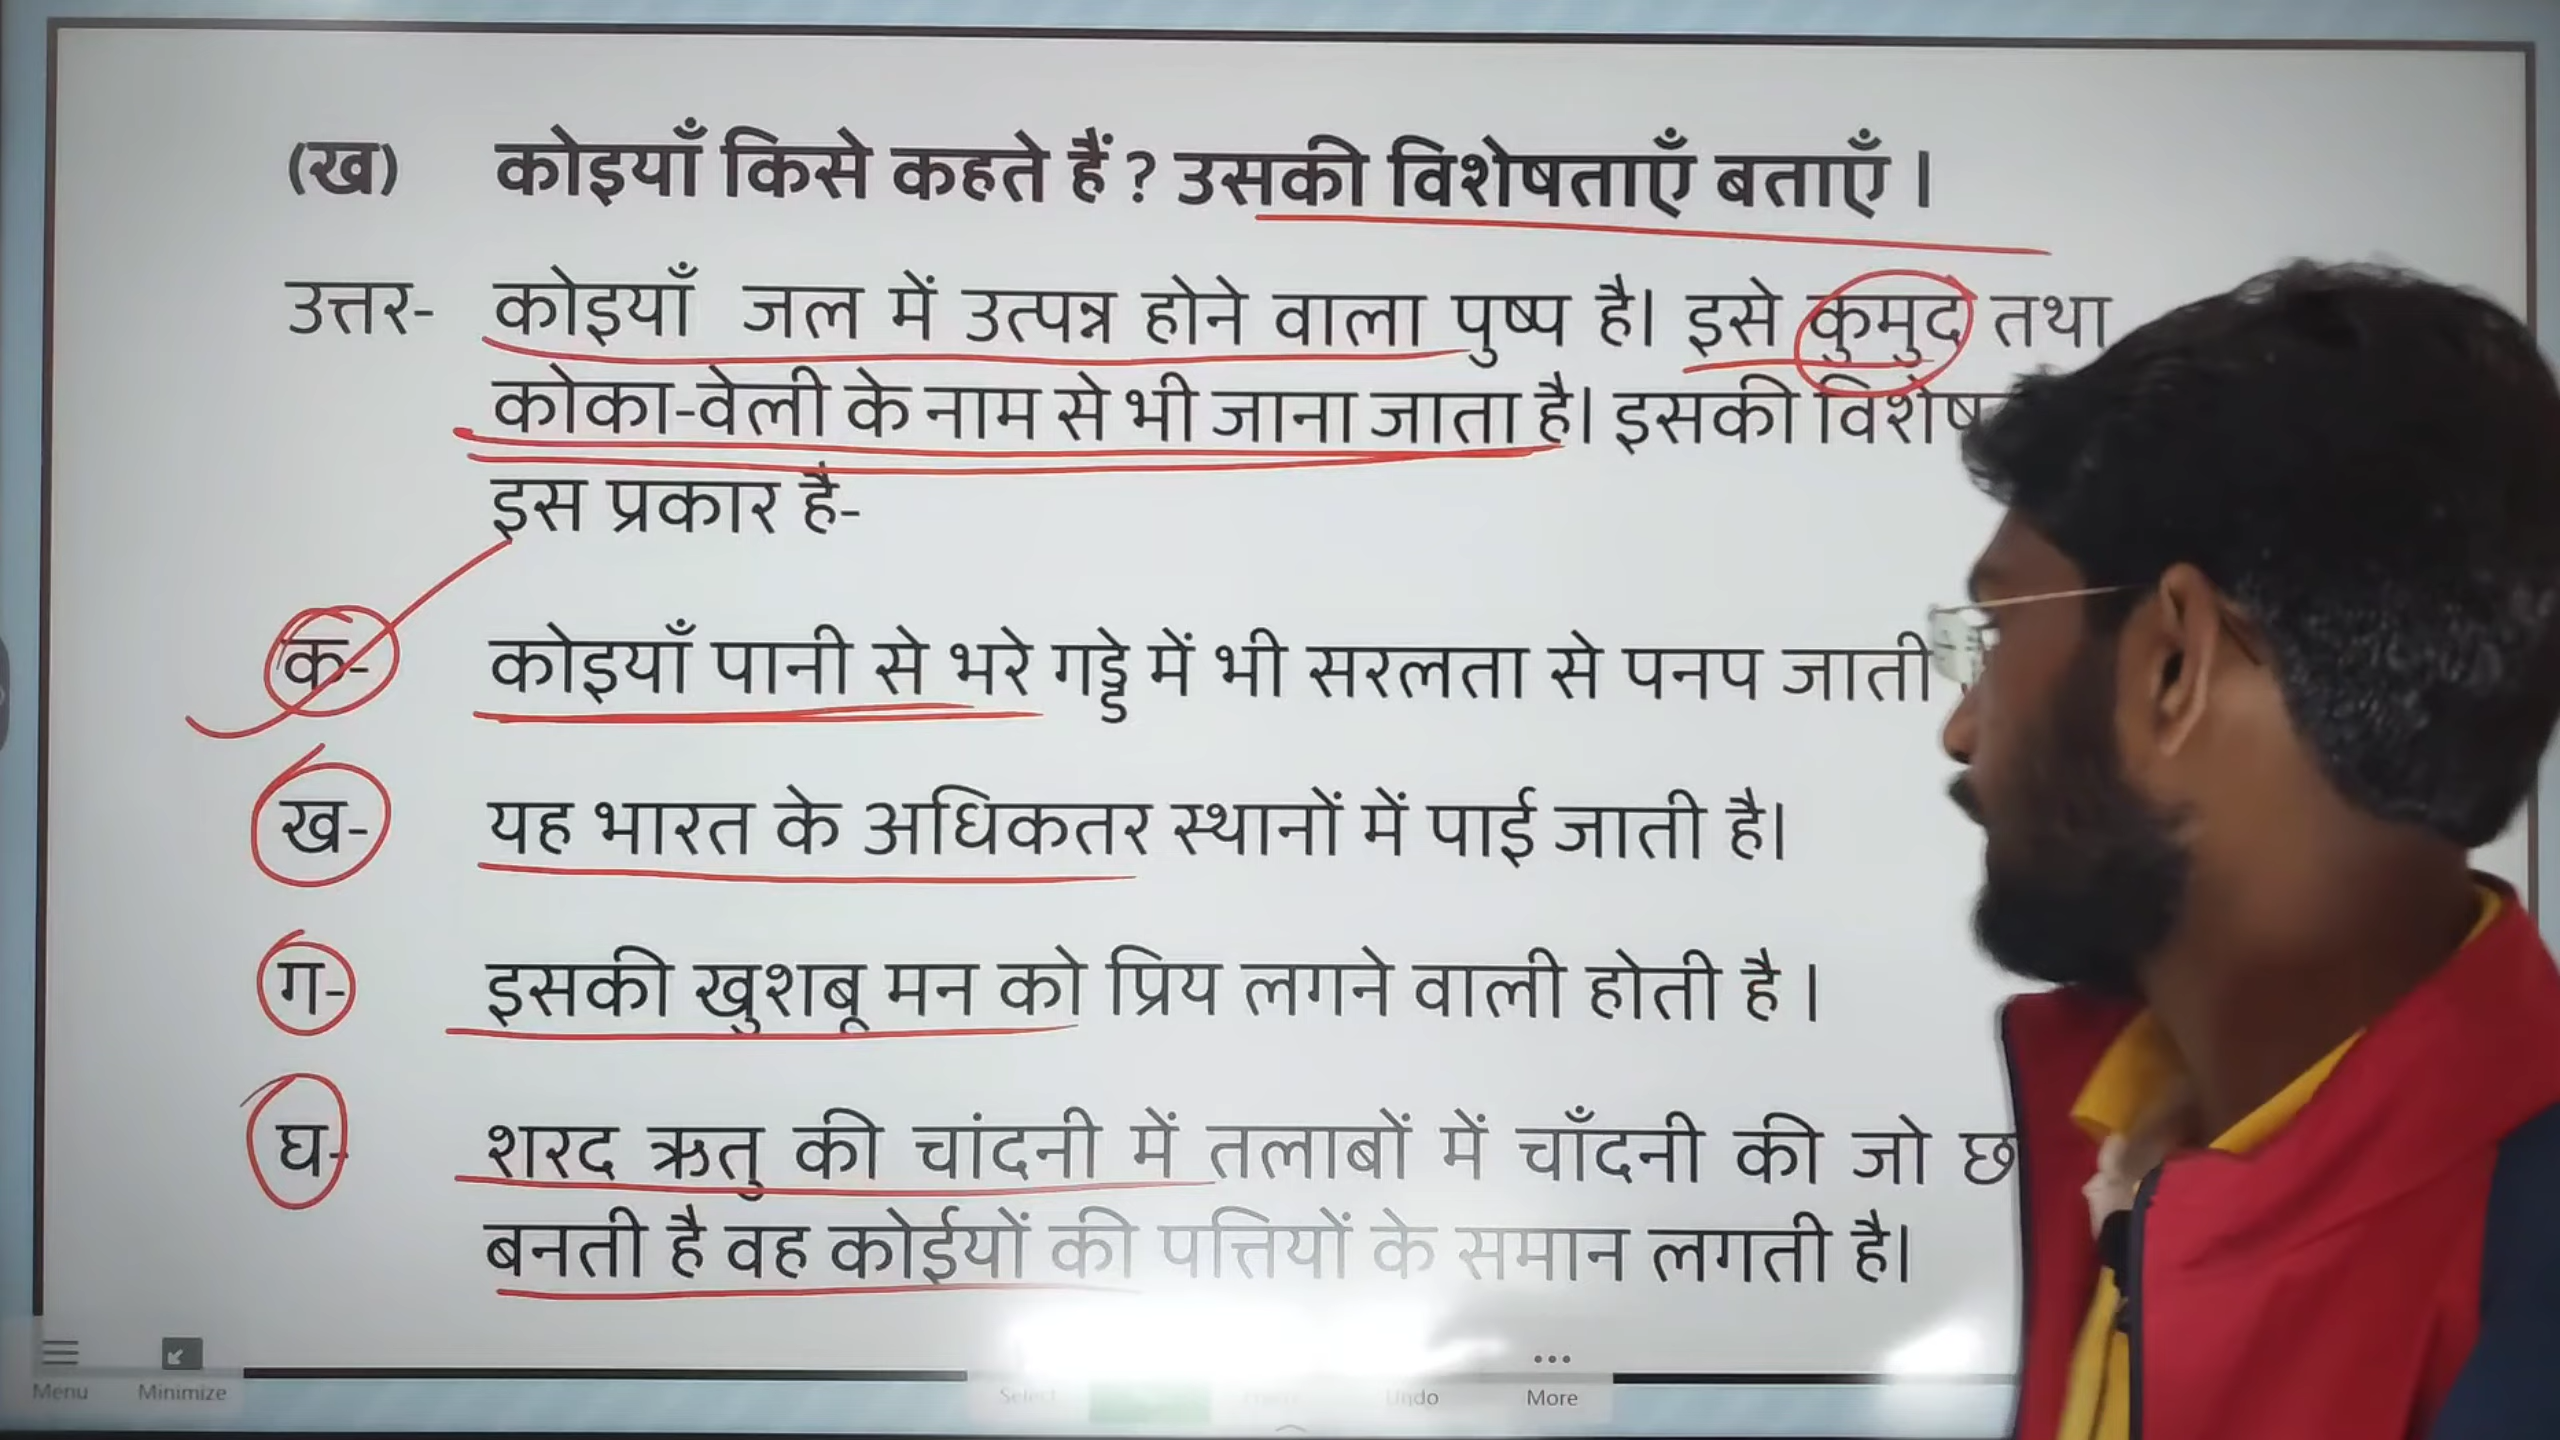 (ख) कोइयाँ किसे कहते हैं ? उसकी विशेषताएँ बताएँ ।
उत्तर- कोइयाँ जल में उत्पन्न होने वाला पुष्प है। इसे कुमुद तथा
कोका-वेली के नाम से भी जाना जाता है। इसकी
इस प्रकार है-
क- कोइयाँ पानी से भरे गड्ढे में भी सरलता से पनप जाती
ख- यह भारत के अधिकतर स्थानों में पाई जाती है।
ग- इसकी खुशबू मन को प्रिय लगने वाली होती है ।
घ- शरद ऋतु की चांदनी में तलाबों में चाँदनी की जो
बनती है वह कोईयों की पत्तियों के समान लगती है।
Menu Minimize Select Undo More